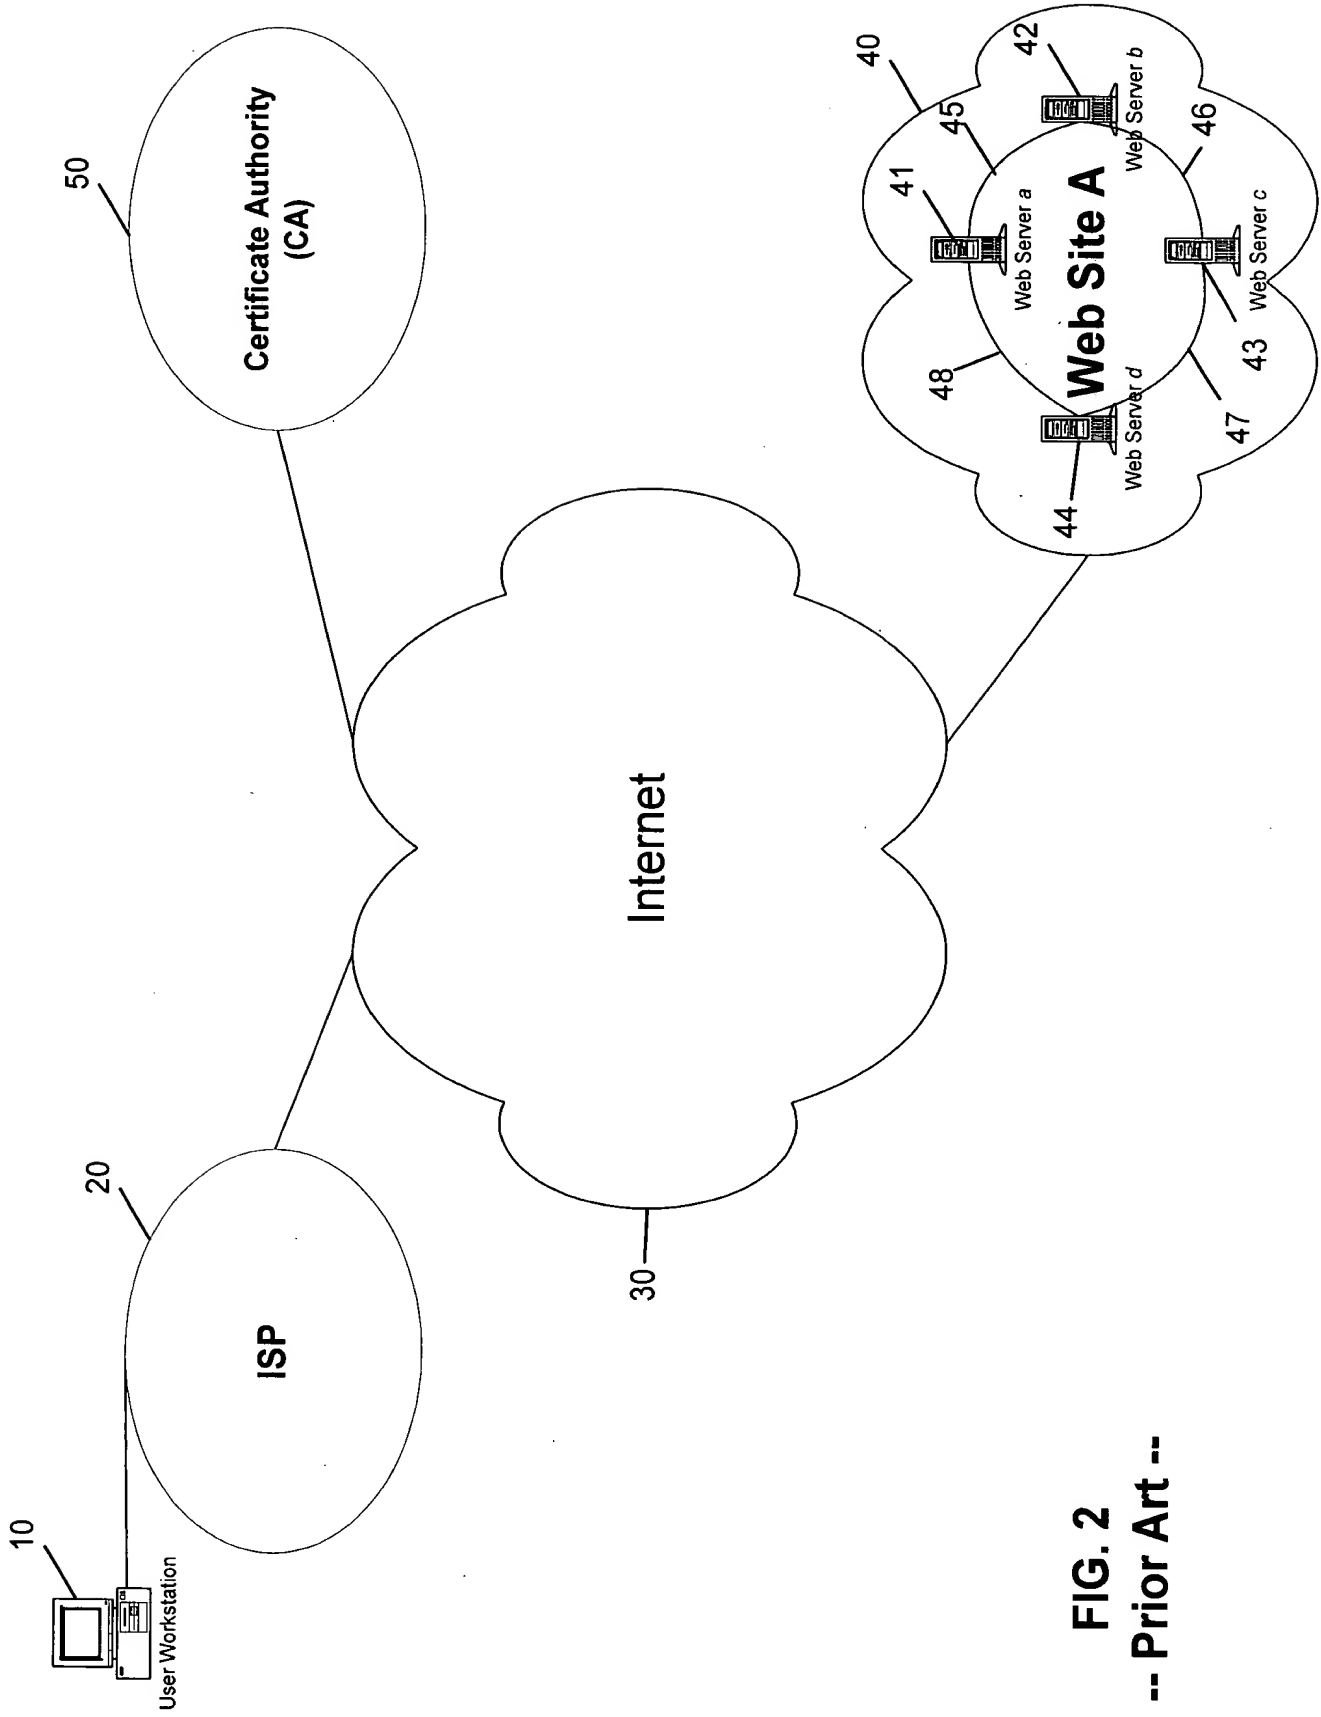 10
User Workstation
20
ISP
30
Internet
50
Certificate Authority
(CA)
40
41
Web Server a
45
42
Web Server b
Web Site A
48
44
Web Server d
46
43
Web Server c
47
FIG. 2
-- Prior Art --